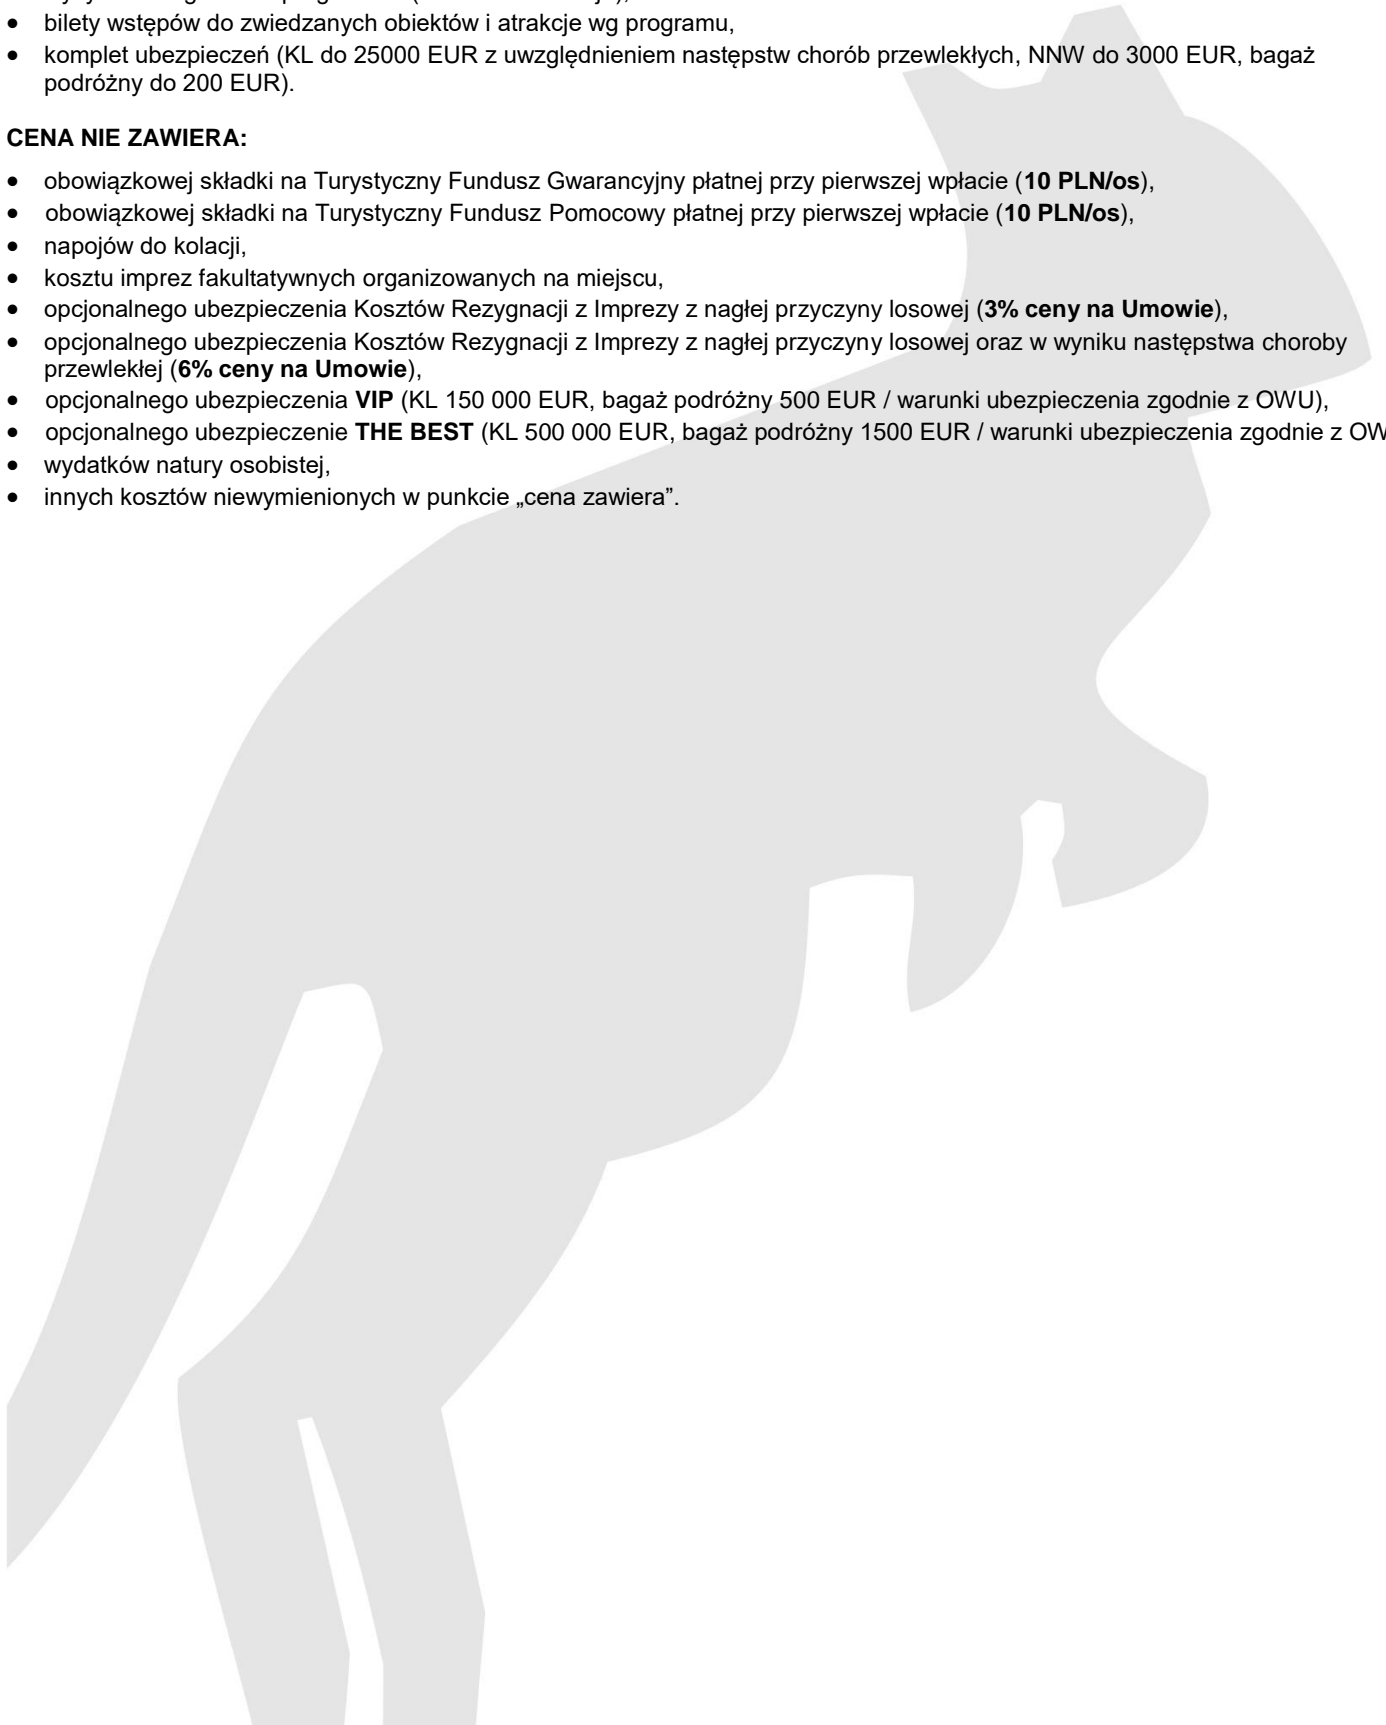 • bilety wstępów do zwiedzanych obiektów i atrakcje wg programu,
• komplet ubezpieczeń (KL do 25000 EUR z uwzględnieniem następstw chorób przewlekłych, NNW do 3000 EUR, bagaż
podróżny do 200 EUR).
CENA NIE ZAWIERA:
• obowiązkowej składki na Turystyczny Fundusz Gwarancyjny płatnej przy pierwszej wpłacie (10 PLN/os),
• obowiązkowej składki na Turystyczny Fundusz Pomocowy płatnej przy pierwszej wpłacie (10 PLN/os),
• napojów do kolacji,
• kosztu imprez fakultatywnych organizowanych na miejscu,
• opcjonalnego ubezpieczenia Kosztów Rezygnacji z Imprezy z nagłej przyczyny losowej (3% ceny na Umowie),
• opcjonalnego ubezpieczenia Kosztów Rezygnacji z Imprezy z nagłej przyczyny losowej oraz w wyniku następstwa choroby
przewlekłej (6% ceny na Umowie),
• opcjonalnego ubezpieczenia VIP (KL 150 000 EUR, bagaż podróżny 500 EUR / warunki ubezpieczenia zgodnie z OWU),
• opcjonalnego ubezpieczenie THE BEST (KL 500 000 EUR, bagaż podróżny 1500 EUR / warunki ubezpieczenia zgodnie z OW
• wydatków natury osobistej,
• innych kosztów niewymienionych w punkcie „cena zawiera”.